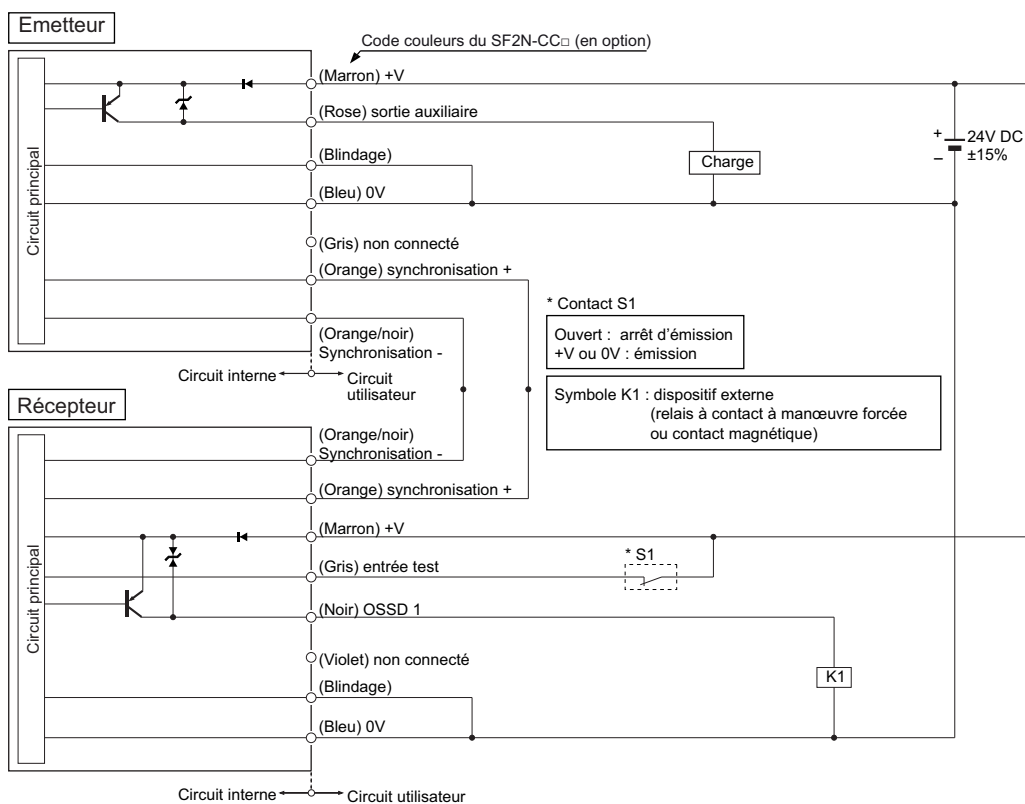 Emetteur
Code couleurs du SF2N-CC□ (en option)
Circuit principal
(Marron) +V
(Rose) sortie auxiliaire
(Blindage)
Charge
+
−
24V DC
±15%
(Bleu) 0V
(Gris) non connecté
(Orange) synchronisation +
(Orange/noir)
Synchronisation -
Circuit interne
Circuit
utilisateur
* Contact S1
Ouvert : arrêt d'émission
+V ou 0V : émission
Symbole K1 : dispositif externe
(relais à contact à manœuvre forcée
ou contact magnétique)
Récepteur
Circuit principal
(Orange/noir)
Synchronisation -
(Orange) synchronisation +
(Marron) +V
* S1
(Gris) entrée test
(Noir) OSSD 1
(Violet) non connecté
K1
(Blindage)
(Bleu) 0V
Circuit interne
Circuit utilisateur